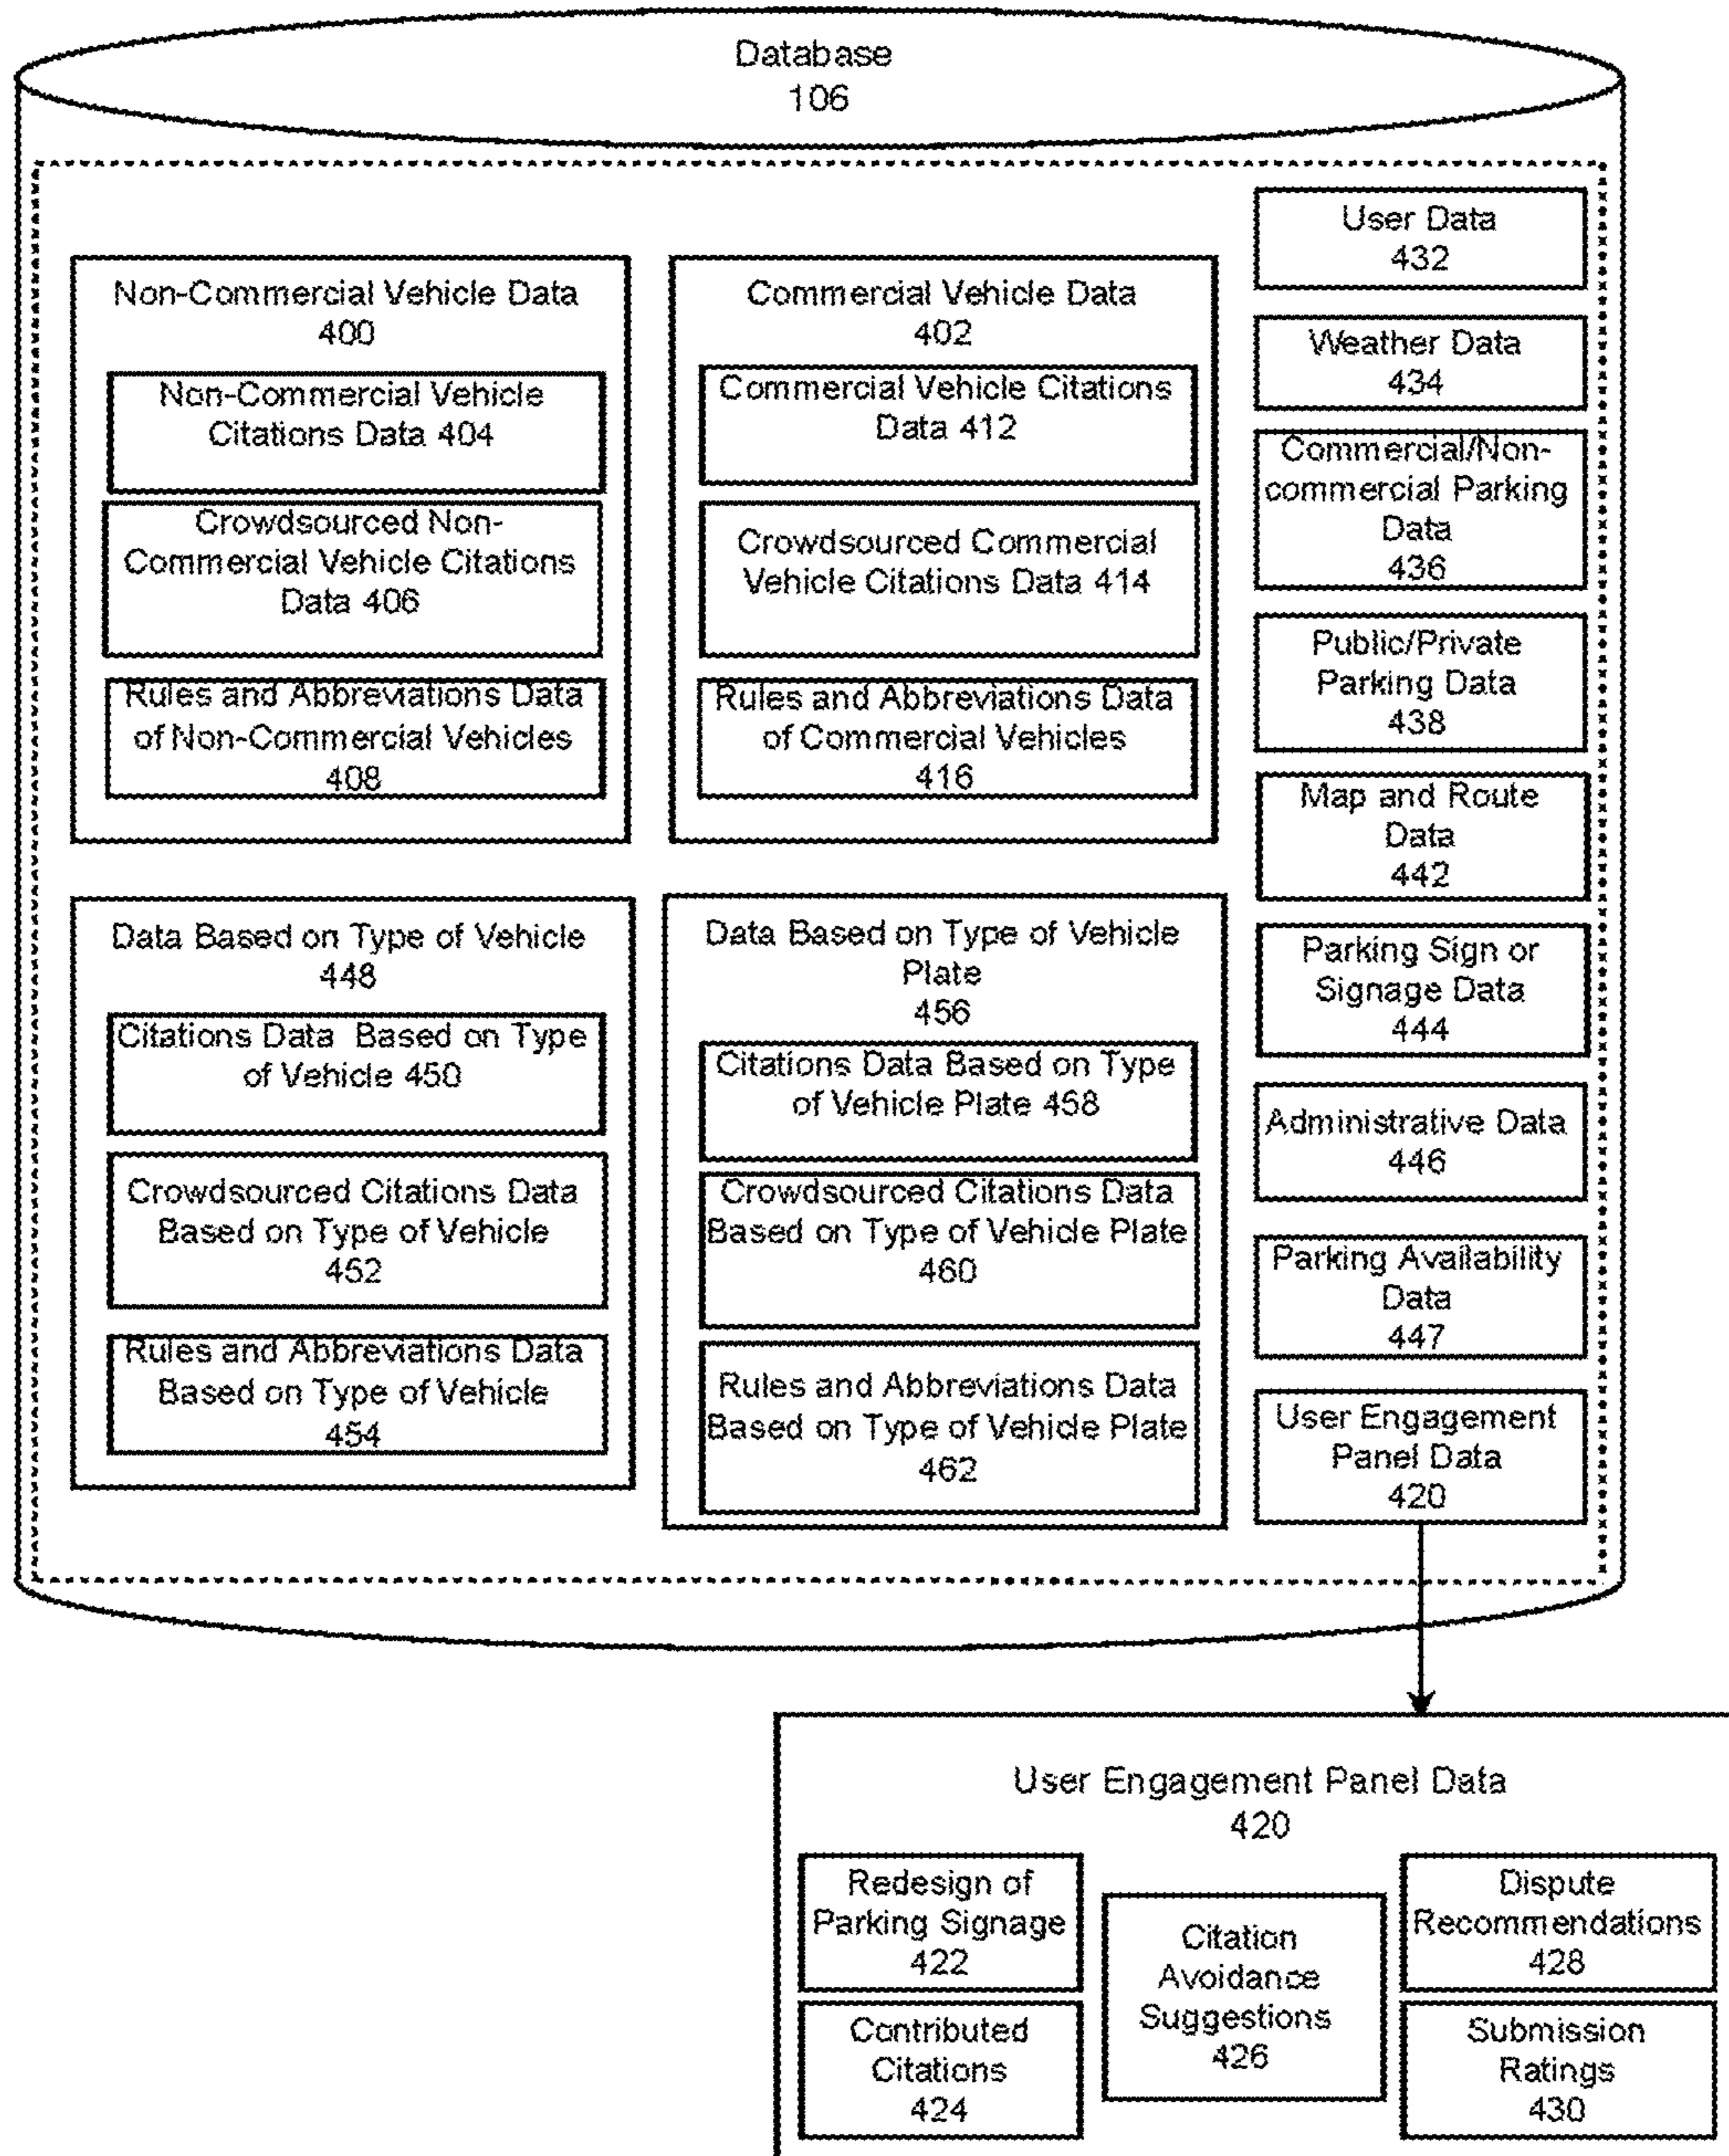 Database
106
Non-Commercial Vehicle Data
400
Non-Commercial Vehicle
Citations Data 404
Crowdsourced Non-
Commercial Vehicle Citations
Data 406
Rules and Abbreviations Data
of Non-Commercial Vehicles
408
Commercial Vehicle Data
402
Commercial Vehicle Citations
Data 412
Crowdsourced Commercial
Vehicle Citations Data 414
Rules and Abbreviations Data
of Commercial Vehicles
416
Data Based on Type of Vehicle
448
Citations Data Based on Type
of Vehicle 450
Crowdsourced Citations Data
Based on Type of Vehicle
452
Rules and Abbreviations Data
Based on Type of Vehicle
454
Data Based on Type of Vehicle
Plate
456
Citations Data Based on Type
of Vehicle Plate 458
Crowdsourced Citations Data
Based on Type of Vehicle Plate
460
Rules and Abbreviations Data
Based on Type of Vehicle Plate
462
User Data
432
Weather Data
434
Commercial/Non-
commercial Parking
Data
436
Public/Private
Parking Data
438
Map and Route
Data
442
Parking Sign or
Signage Data
444
Administrative Data
446
Parking Availability
Data
447
User Engagement
Panel Data
420
User Engagement Panel Data
420
Redesign of
Parking Signage
422
Contributed
Citations
424
Citation
Avoidance
Suggestions
426
Dispute
Recommendations
428
Submission
Ratings
430